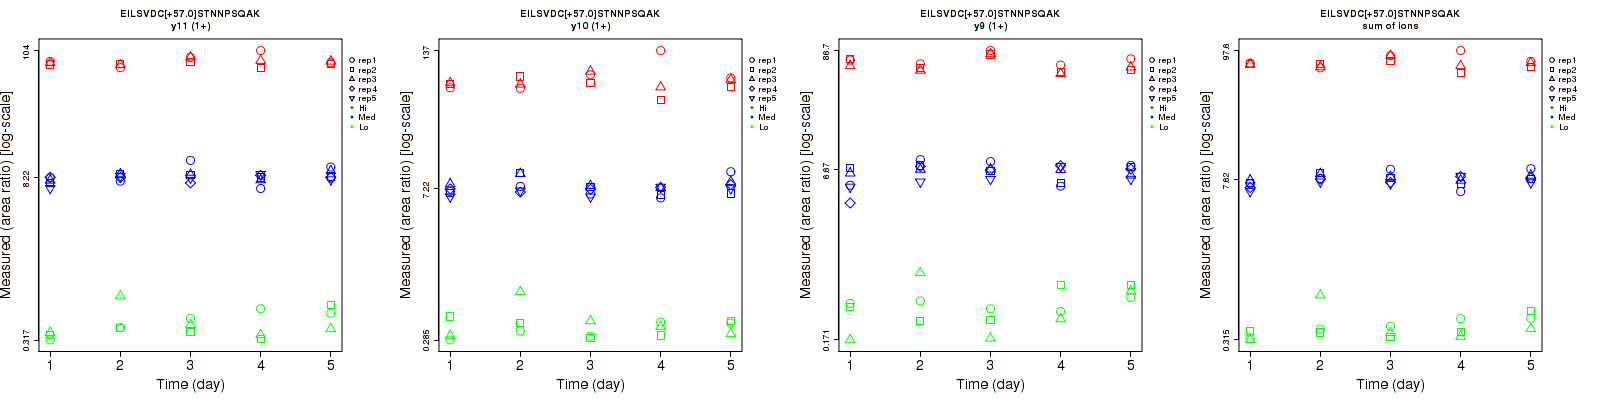 EILSVDC[+57.0]STNNPSQAK
y11 (1+)
Measured (area ratio) [log-scale]
104
8.22
0.317
1 2 3 4 5
Time (day)
rep1
rep2
rep3
rep4
rep5
Hi
Med
Lo
EILSVDC[+57.0]STNNPSQAK
y10 (1+)
Measured (area ratio) [log-scale]
137
7.22
0.285
1 2 3 4 5
Time (day)
rep1
rep2
rep3
rep4
rep5
Hi
Med
Lo
EILSVDC[+57.0]STNNPSQAK
y9 (1+)
Measured (area ratio) [log-scale]
86.7
6.67
0.171
1 2 3 4 5
Time (day)
rep1
rep2
rep3
rep4
rep5
Hi
Med
Lo
EILSVDC[+57.0]STNNPSQAK
sum of ions
Measured (area ratio) [log-scale]
97.6
7.62
0.315
1 2 3 4 5
Time (day)
rep1
rep2
rep3
rep4
rep5
Hi
Med
Lo